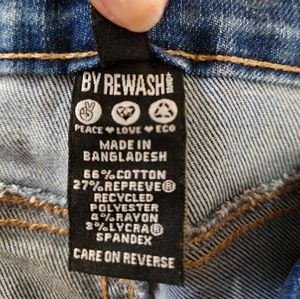 BY REWASH
PEACE ♥ LOVE ♥ ECO
MADE IN
BANGLADESH
66%COTTON
27%REPREVE®
RECYCLED
POLYESTER
4%RAYON
3%LYCRA®
SPANDEX
CARE ON REVERSE